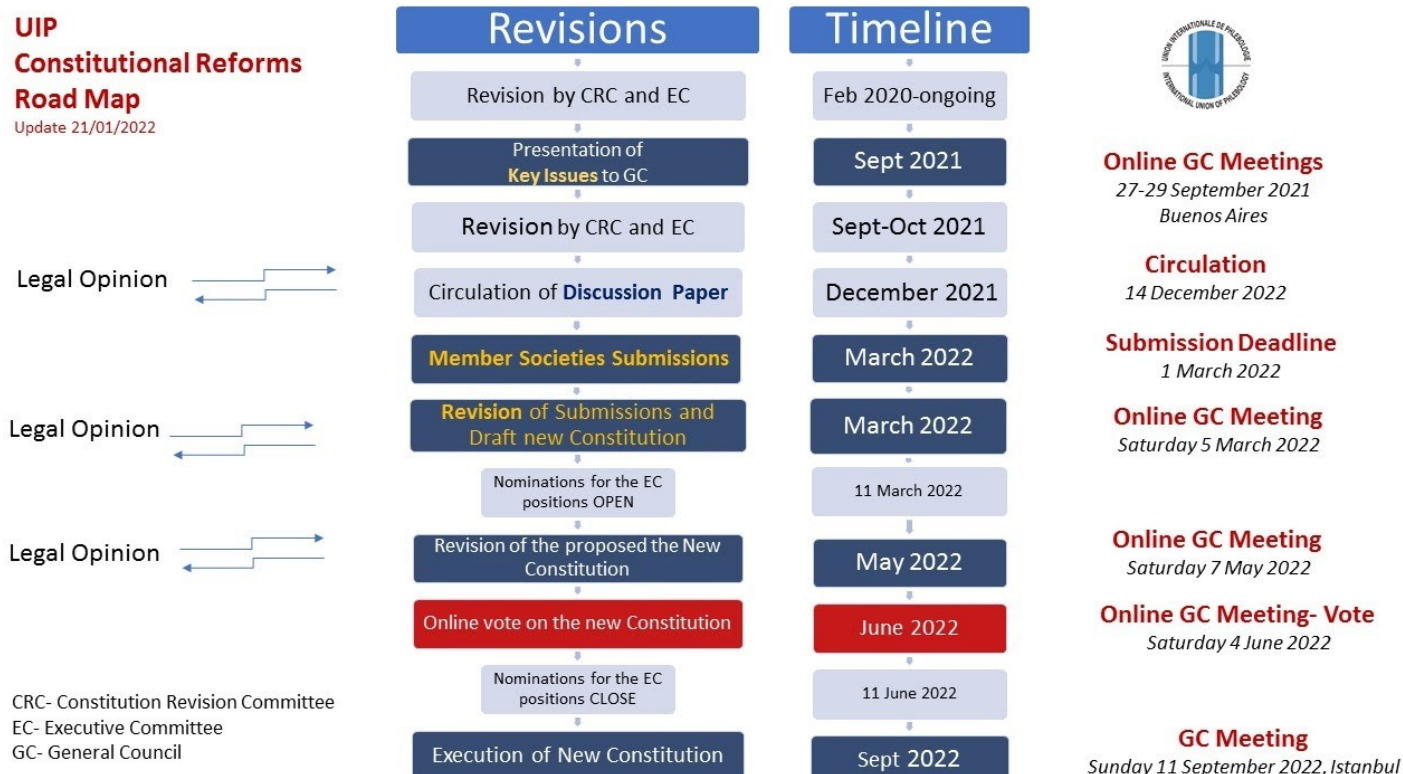 UIP
Constitutional Reforms
Road Map
Update 21/01/2022
Revisions
Timeline
UNION INTERNATIONALE DE PHLEBOLOGIE
INTERNATIONAL UNION OF PHLEBOLOGY
Revision by CRC and EC
Feb 2020-ongoing
Presentation of
Key Issues to GC
Sept 2021
Online GC Meetings
27-29 September 2021
Buenos Aires
Revision by CRC and EC
Sept-Oct 2021
Legal Opinion
Circulation of Discussion Paper
December 2021
Circulation
14 December 2022
Member Societies Submissions
March 2022
Submission Deadline
1 March 2022
Legal Opinion
Revision of Submissions and
Draft new Constitution
March 2022
Online GC Meeting
Saturday 5 March 2022
Nominations for the EC
positions OPEN
11 March 2022
Legal Opinion
Revision of the proposed the New
Constitution
May 2022
Online GC Meeting
Saturday 7 May 2022
Online vote on the new Constitution
June 2022
Online GC Meeting- Vote
Saturday 4 June 2022
Nominations for the EC
positions CLOSE
11 June 2022
CRC- Constitution Revision Committee
EC- Executive Committee
GC- General Council
Execution of New Constitution
Sept 2022
GC Meeting
Sunday 11 September 2022, Istanbul